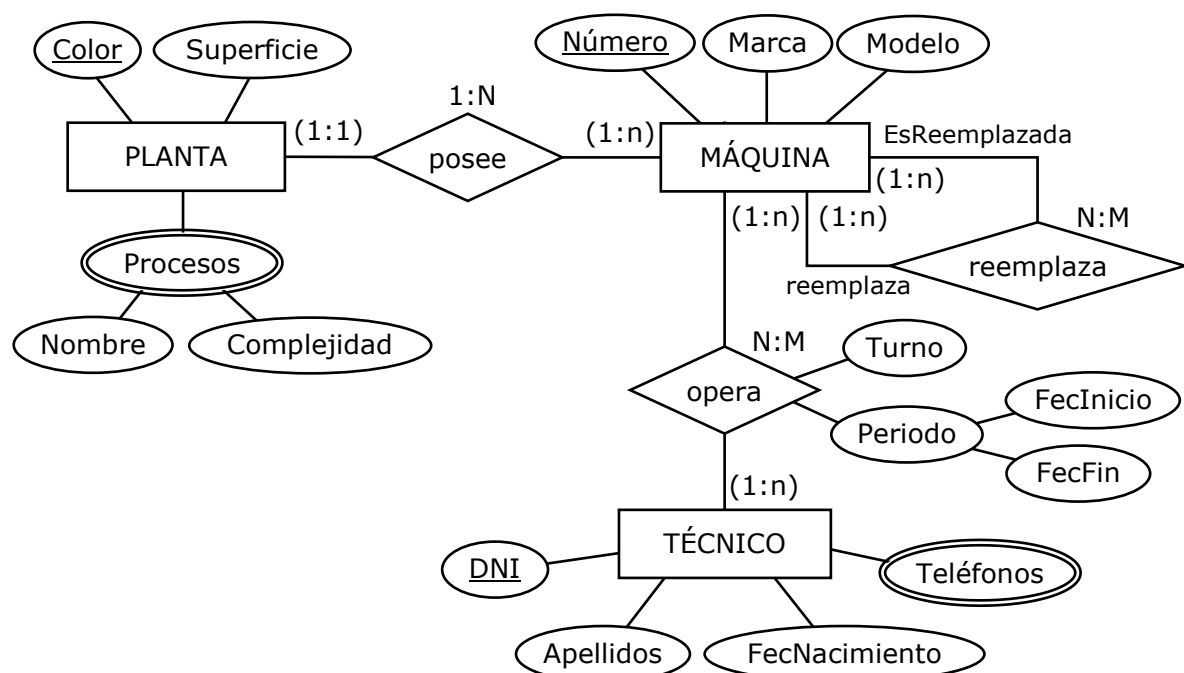 Color
Superficie
Número
Marca
Modelo
1:N
(1:1)
(1:n)
EsReemplazada
PLANTA
posee
MÁQUINA
(1:n)
(1:n)
(1:n)
N:M
Procesos
reemplaza
reemplaza
Nombre
Complejidad
N:M
Turno
opera
FecInicio
Periodo
FecFin
(1:n)
TÉCNICO
DNI
Teléfonos
Apellidos
FecNacimiento